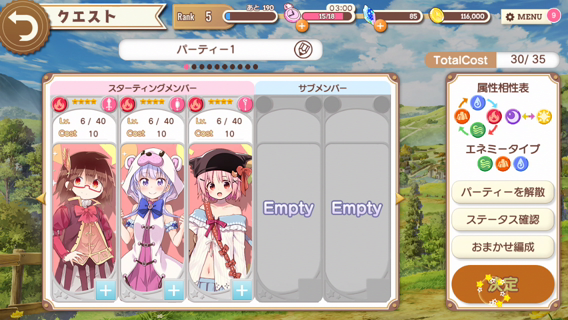 クエスト
Rank 5
あと 190
03:00
15/18
116,000
MENU 9
パーティー1
TotalCost 30/ 35
スターティングメンバー
サブメンバー
Lv. 6 / 40
Cost 10
Lv. 6 / 40
Cost 10
Lv. 6 / 40
Cost 10
Empty
Empty
属性相性表
エネミータイプ
パーティーを解散
ステータス確認
おまかせ編成
決定